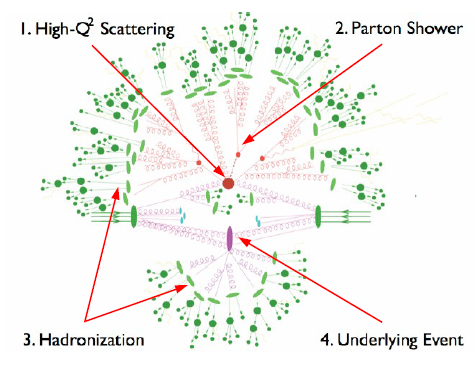 1. High-Q² Scattering
2. Parton Shower
3. Hadronization
4. Underlying Event